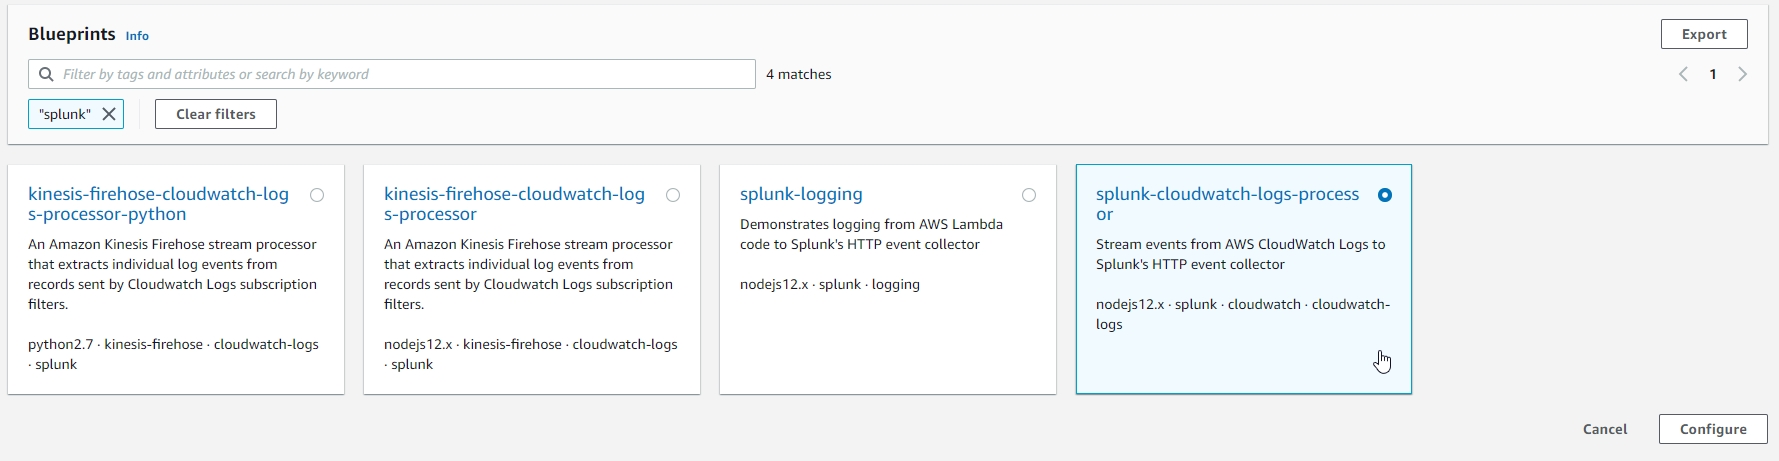 Blueprints Info
Export
Filter by tags and attributes or search by keyword
4 matches
1
"splunk"
Clear filters
kinesis-firehose-cloudwatch-log
s-processor-python
An Amazon Kinesis Firehose stream processor
that extracts individual log events from
records sent by Cloudwatch Logs subscription
filters.
python2.7 · kinesis-firehose · cloudwatch-logs
· splunk
kinesis-firehose-cloudwatch-log
s-processor
An Amazon Kinesis Firehose stream processor
that extracts individual log events from
records sent by Cloudwatch Logs subscription
filters.
nodejs12.x · kinesis-firehose · cloudwatch-logs
· splunk
splunk-logging
Demonstrates logging from AWS Lambda
code to Splunk's HTTP event collector
nodejs12.x · splunk · logging
splunk-cloudwatch-logs-process
or
Stream events from AWS CloudWatch Logs to
Splunk's HTTP event collector
nodejs12.x · splunk · cloudwatch · cloudwatch-
logs
Cancel
Configure